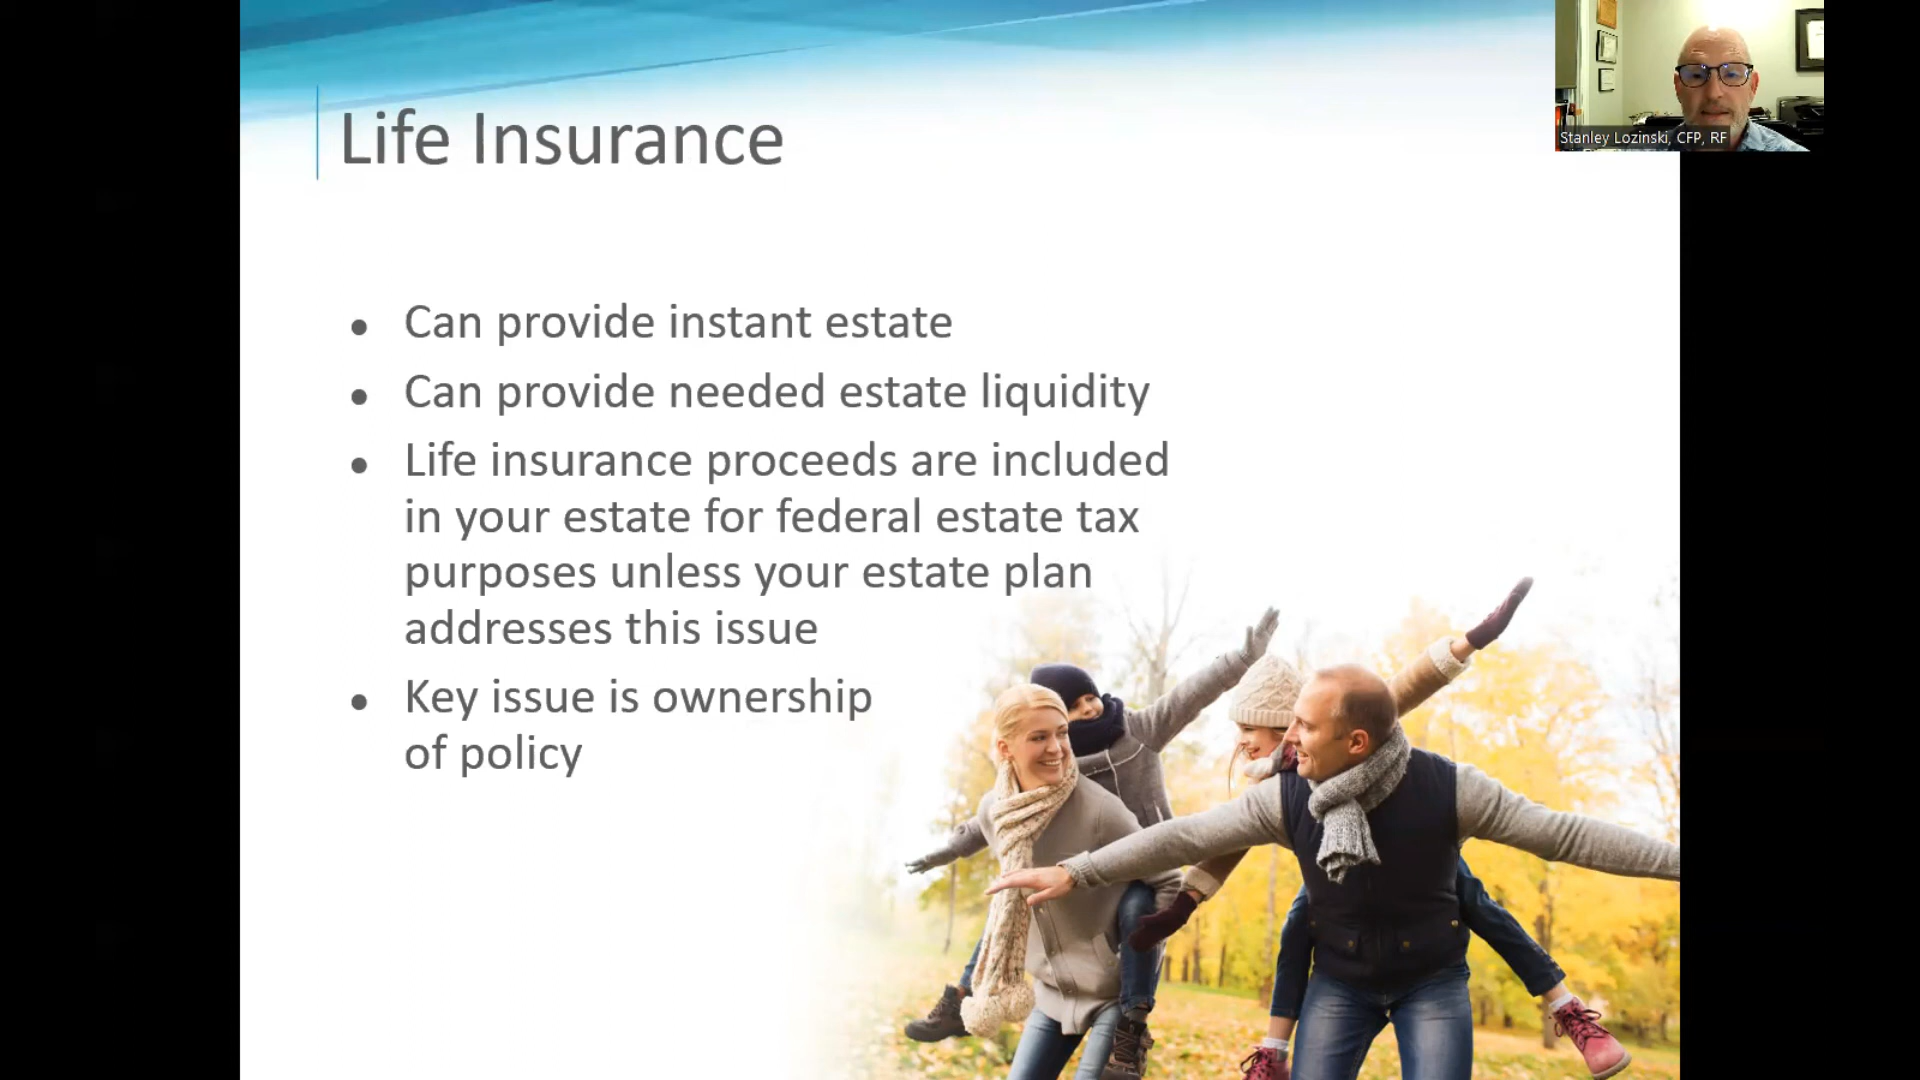 Life Insurance
Stanley Lozinski, CFP, RF
● Can provide instant estate
● Can provide needed estate liquidity
● Life insurance proceeds are included
in your estate for federal estate tax
purposes unless your estate plan
addresses this issue
● Key issue is ownership
of policy